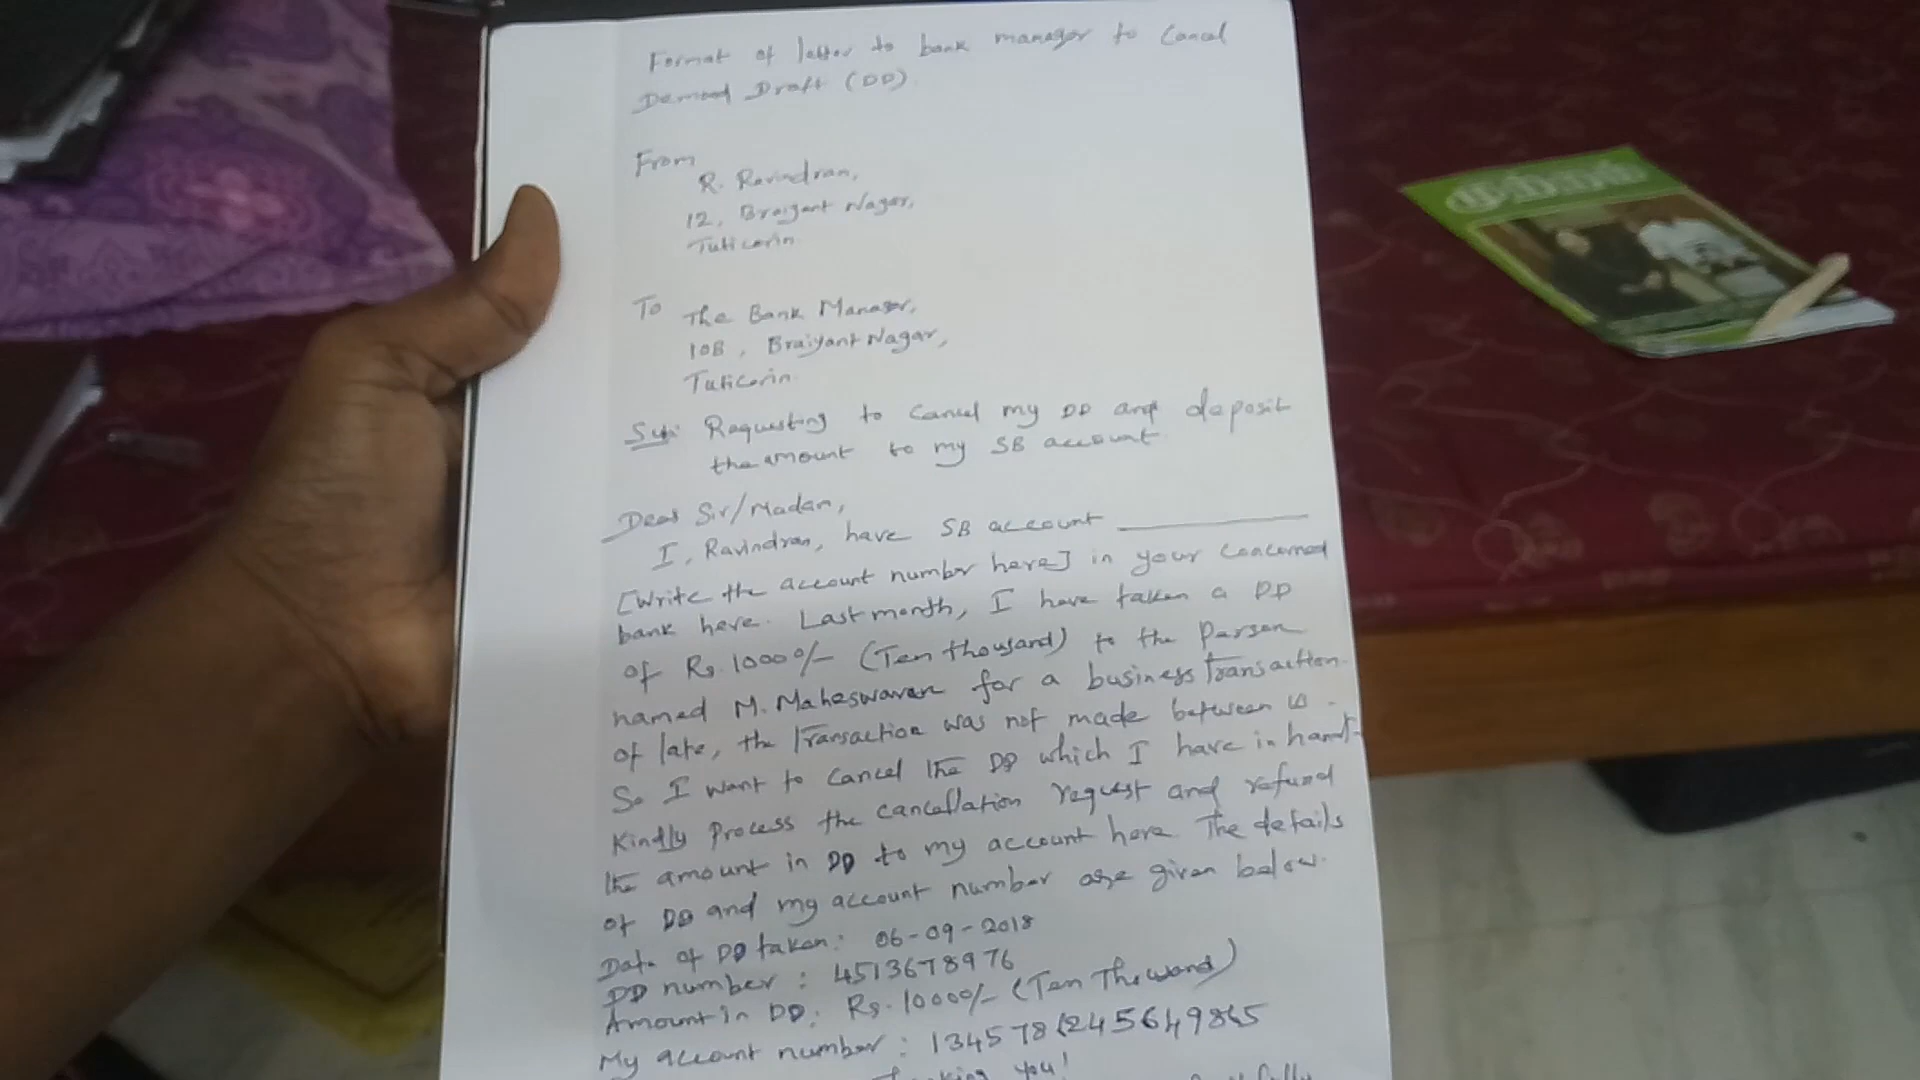 Format of letter to bank manager to Cancel
Demand Draft (DD)
From
R. Ravindran,
12, Braiyant Nagar,
Tuticorin
To The Bank Manager,
10B, Braiyant Nagar,
Tuticorin.
Sub: Requesting to cancel my DD and deposit
the amount to my SB account
Dear Sir/Madam,
I, Ravindran, have SB account ________
[Write the account number here] in your concerned
bank here. Last month, I have taken a DD
of Rs. 10000/- (Ten thousand) to the person
named M. Maheswaran for a business transaction.
Of late, the transaction was not made between us.
So I want to cancel the DD which I have in hand.
Kindly process the cancellation request and refund
the amount in DD to my account here. The details
of DD and my account number are given below.
Date of DD taken: 06-09-2018
DD number : 4513678976
Amount in DD: Rs. 10000/- (Ten Thousand)
My account number :
you!
குத்தூசி